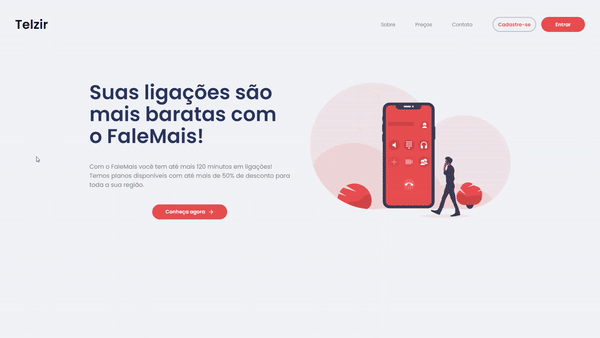 Telzir
Sobre
Preços
Contato
Cadastre-se
Entrar
Suas ligações são
mais baratas com
o FaleMais!
Com o FaleMais você tem até mais 120 minutos em ligações!
Temos planos disponíveis com até mais de 50% de desconto para
toda a sua região.
Conheça agora →